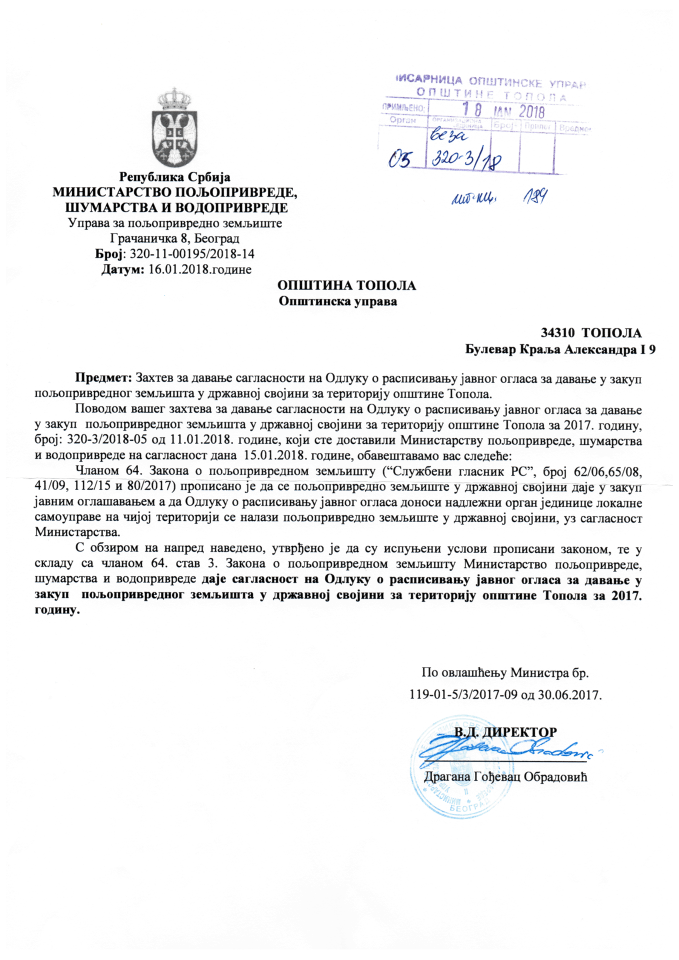 ПИСАРНИЦА ОПШТИНСКЕ УПРАВ
ОПШТИНЕ ТОПОЛА
ПРИМЉЕНО: 18 ЈАН 2018
Орган Број Прилог Вредност
веза
05 320-3/18
184
Република Србија
МИНИСТАРСТВО ПОЉОПРИВРЕДЕ,
ШУМАРСТВА И ВОДОПРИВРЕДЕ
Управа за пољопривредно земљиште
Грачаничка 8, Београд
Број: 320-11-00195/2018-14
Датум: 16.01.2018.године
ОПШТИНА ТОПОЛА
Општинска управа
34310 ТОПОЛА
Булевар Краља Александра I 9
Предмет: Захтев за давање сагласности на Одлуку о расписивању јавног огласа за давање у закуп
пољопривредног земљишта у државној својини за територију општине Топола.
Поводом вашег захтева за давање сагласности на Одлуку о расписивању јавног огласа за давање
у закуп пољопривредног земљишта у државној својини за територију општине Топола за 2017. годину,
број: 320-3/2018-05 од 11.01.2018. године, који сте доставили Министарству пољопривреде, шумарства
и водопривреде на сагласност дана 15.01.2018. године, обавештавамо вас следеће:
Чланом 64. Закона о пољопривредном земљишту (“Службени гласник РС”, број 62/06,65/08,
41/09, 112/15 и 80/2017) прописано је да се пољопривредно земљиште у државној својини даје у закуп
јавним оглашавањем а да Одлуку о расписивању јавног огласа доноси надлежни орган јединице локалне
самоуправе на чијој територији се налази пољопривредно земљиште у државној својини, уз сагласност
Министарства.
С обзиром на напред наведено, утврђено је да су испуњени услови прописани законом, те у
складу са чланом 64. став 3. Закона о пољопривредном земљишту Министарство пољопривреде,
шумарства и водопривреде даје сагласност на Одлуку о расписивању јавног огласа за давање у
закуп пољопривредног земљишта у државној својини за територију општине Топола за 2017.
годину.
По овлашћењу Министра бр.
119-01-5/3/2017-09 од 30.06.2017.
В.Д. ДИРЕКТОР
Драгана Гођевац Обрадовић
БЕОГРАД